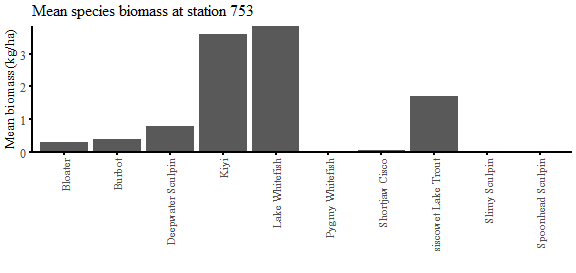 Mean species biomass at station 753
Mean biomass (kg/ha)
3
2
1
0
Bloater
Burbot
Deepwater Sculpin
Kiyi
Lake Whitefish
Pygmy Whitefish
Shortjaw Cisco
siscowet Lake Trout
Slimy Sculpin
Spoonhead Sculpin